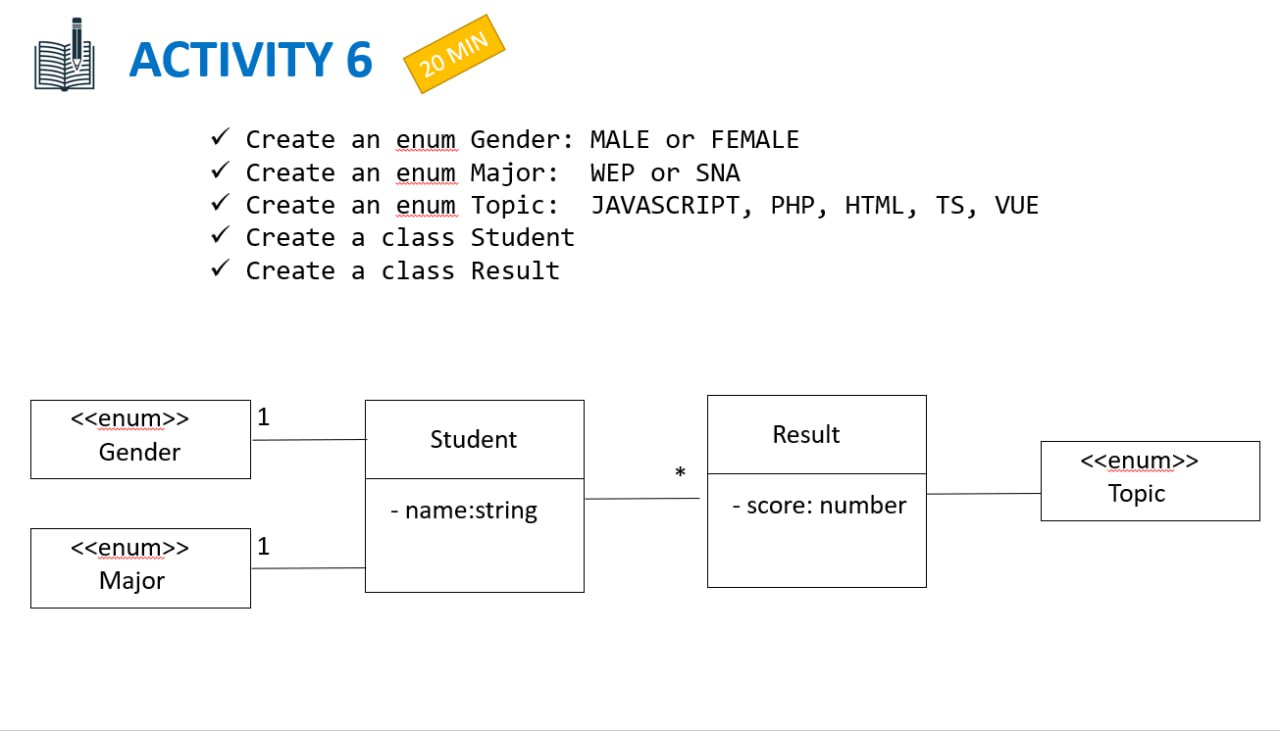 ACTIVITY 6
20 MIN
✓ Create an enum Gender: MALE or FEMALE
✓ Create an enum Major: WEP or SNA
✓ Create an enum Topic: JAVASCRIPT, PHP, HTML, TS, VUE
✓ Create a class Student
✓ Create a class Result
<<enum>>
Gender
1
Student
- name:string
*
Result
- score: number
<<enum>>
Topic
<<enum>>
Major
1